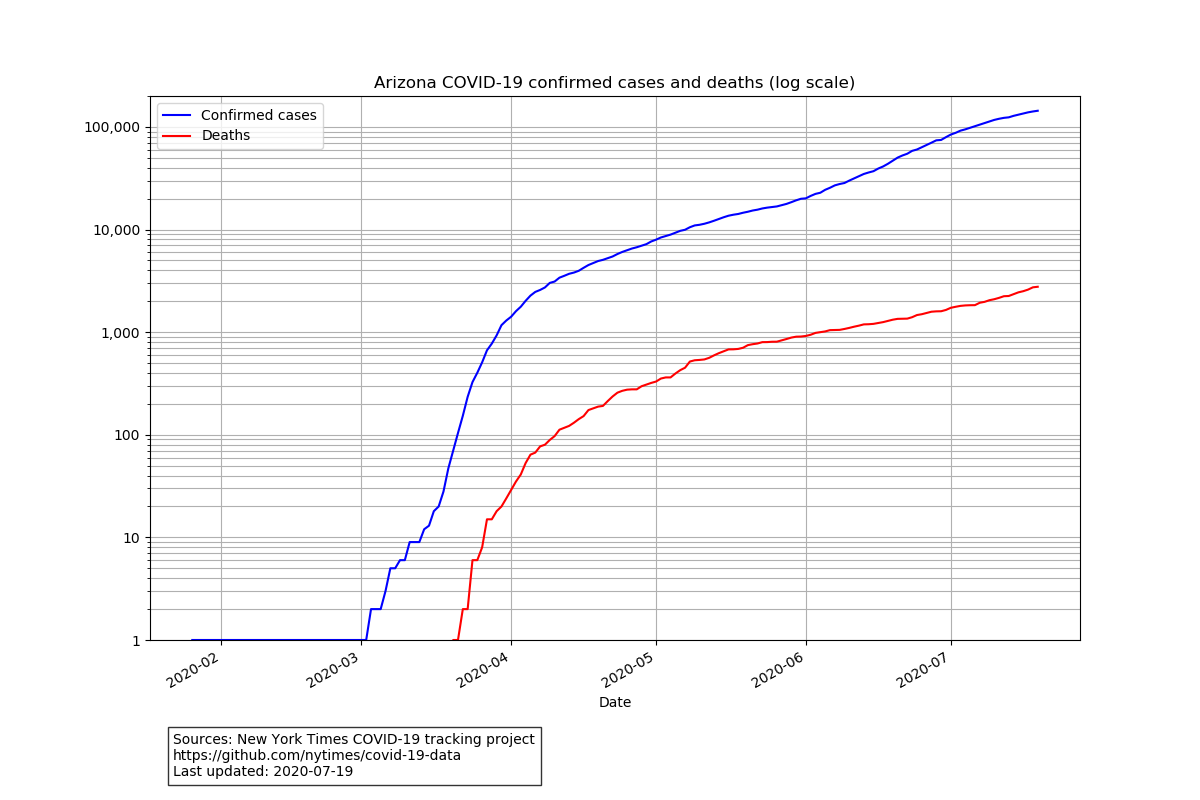 Arizona COVID-19 confirmed cases and deaths (log scale)
Confirmed cases
Deaths
100,000
10,000
1,000
100
10
1
2020-02
2020-03
2020-04
2020-05
2020-06
2020-07
Date
Sources: New York Times COVID-19 tracking project
https://github.com/nytimes/covid-19-data
Last updated: 2020-07-19